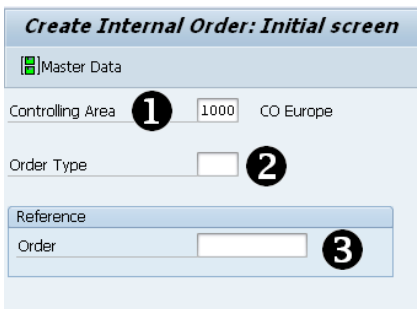 Create Internal Order: Initial screen
Master Data
Controlling Area 1 1000 CO Europe
Order Type 2
Reference
Order 3